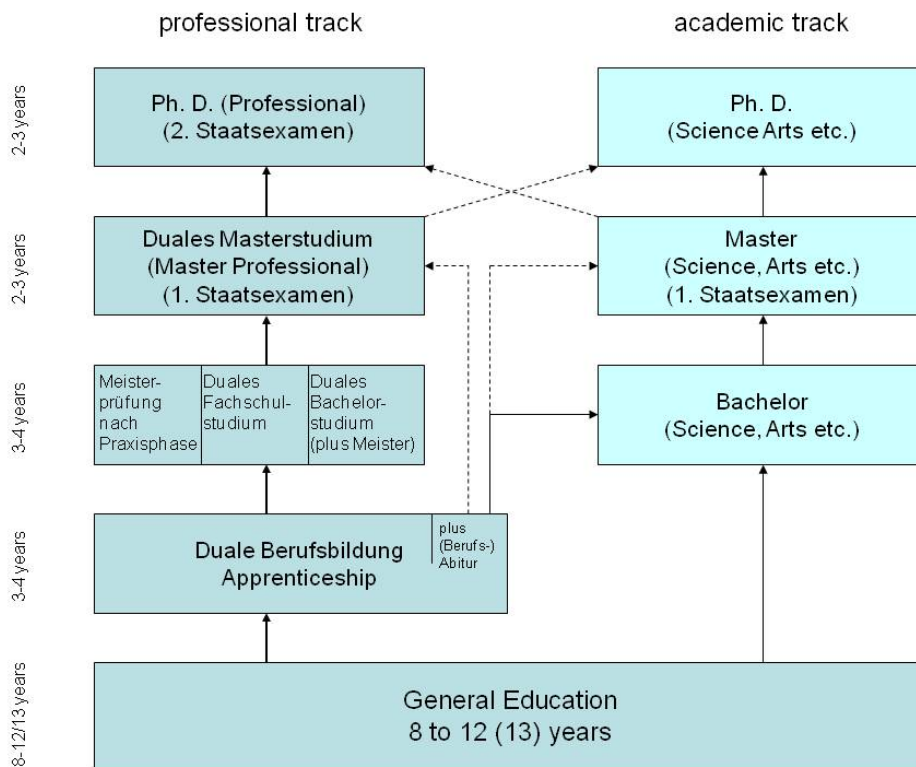 professional track
academic track
2-3 years
Ph. D. (Professional)
(2. Staatsexamen)
Ph. D.
(Science Arts etc.)
2-3 years
Duales Masterstudium
(Master Professional)
(1. Staatsexamen)
Master
(Science, Arts etc.)
(1. Staatsexamen)
3-4 years
Meister-
prüfung
nach
Praxisphase
Duales
Fachschul-
studium
Duales
Bachelor-
studium
(plus Meister)
Bachelor
(Science, Arts etc.)
3-4 years
Duale Berufsbildung
Apprenticeship
plus
(Berufs-)
Abitur
8-12/13 years
General Education
8 to 12 (13) years